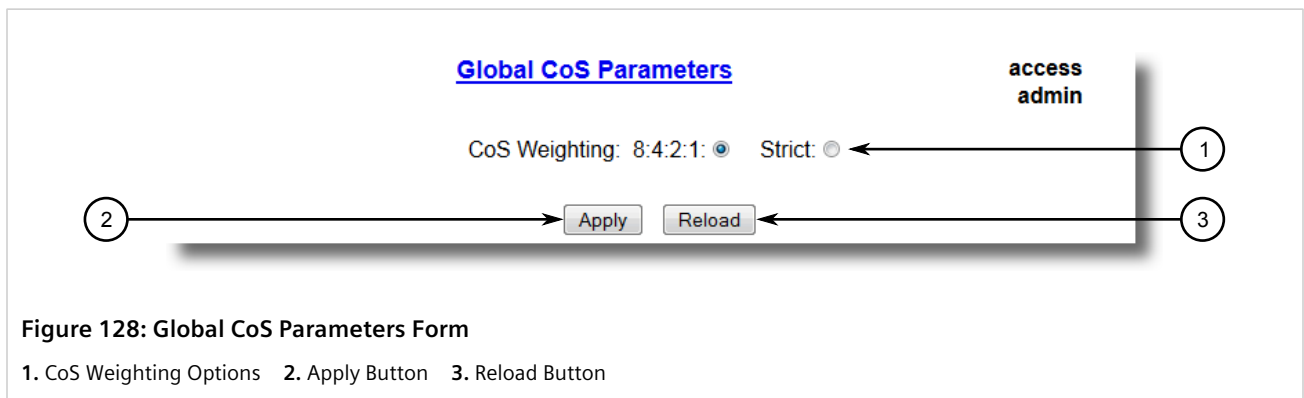 Global CoS Parameters
access
admin
CoS Weighting: 8:4:2:1: Strict:
1
2
Apply Reload
3
Figure 128: Global CoS Parameters Form
1. CoS Weighting Options 2. Apply Button 3. Reload Button